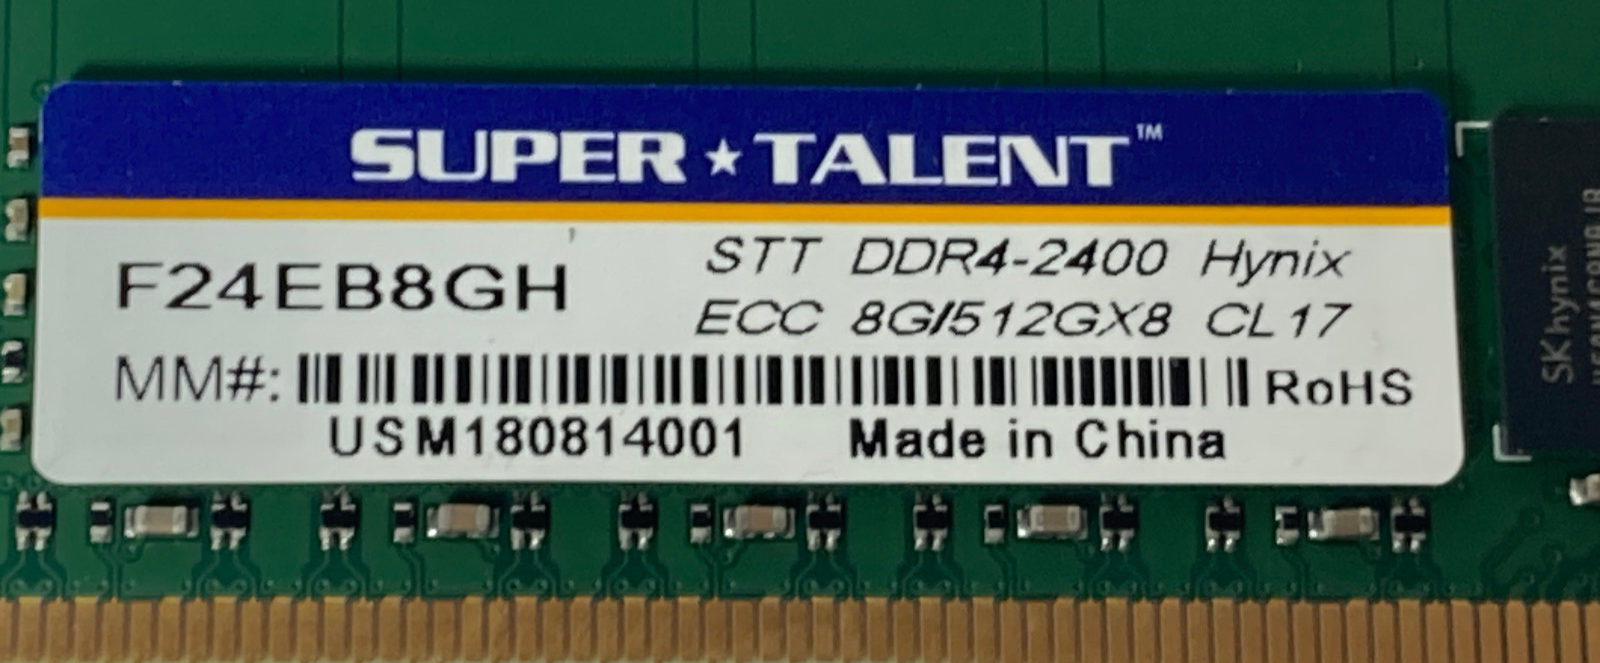 SUPER★TALENT™
F24EB8GH
STT DDR4-2400 Hynix
ECC 8G/512GX8 CL17
MM#: RoHS
USM180814001 Made in China
SK hynix